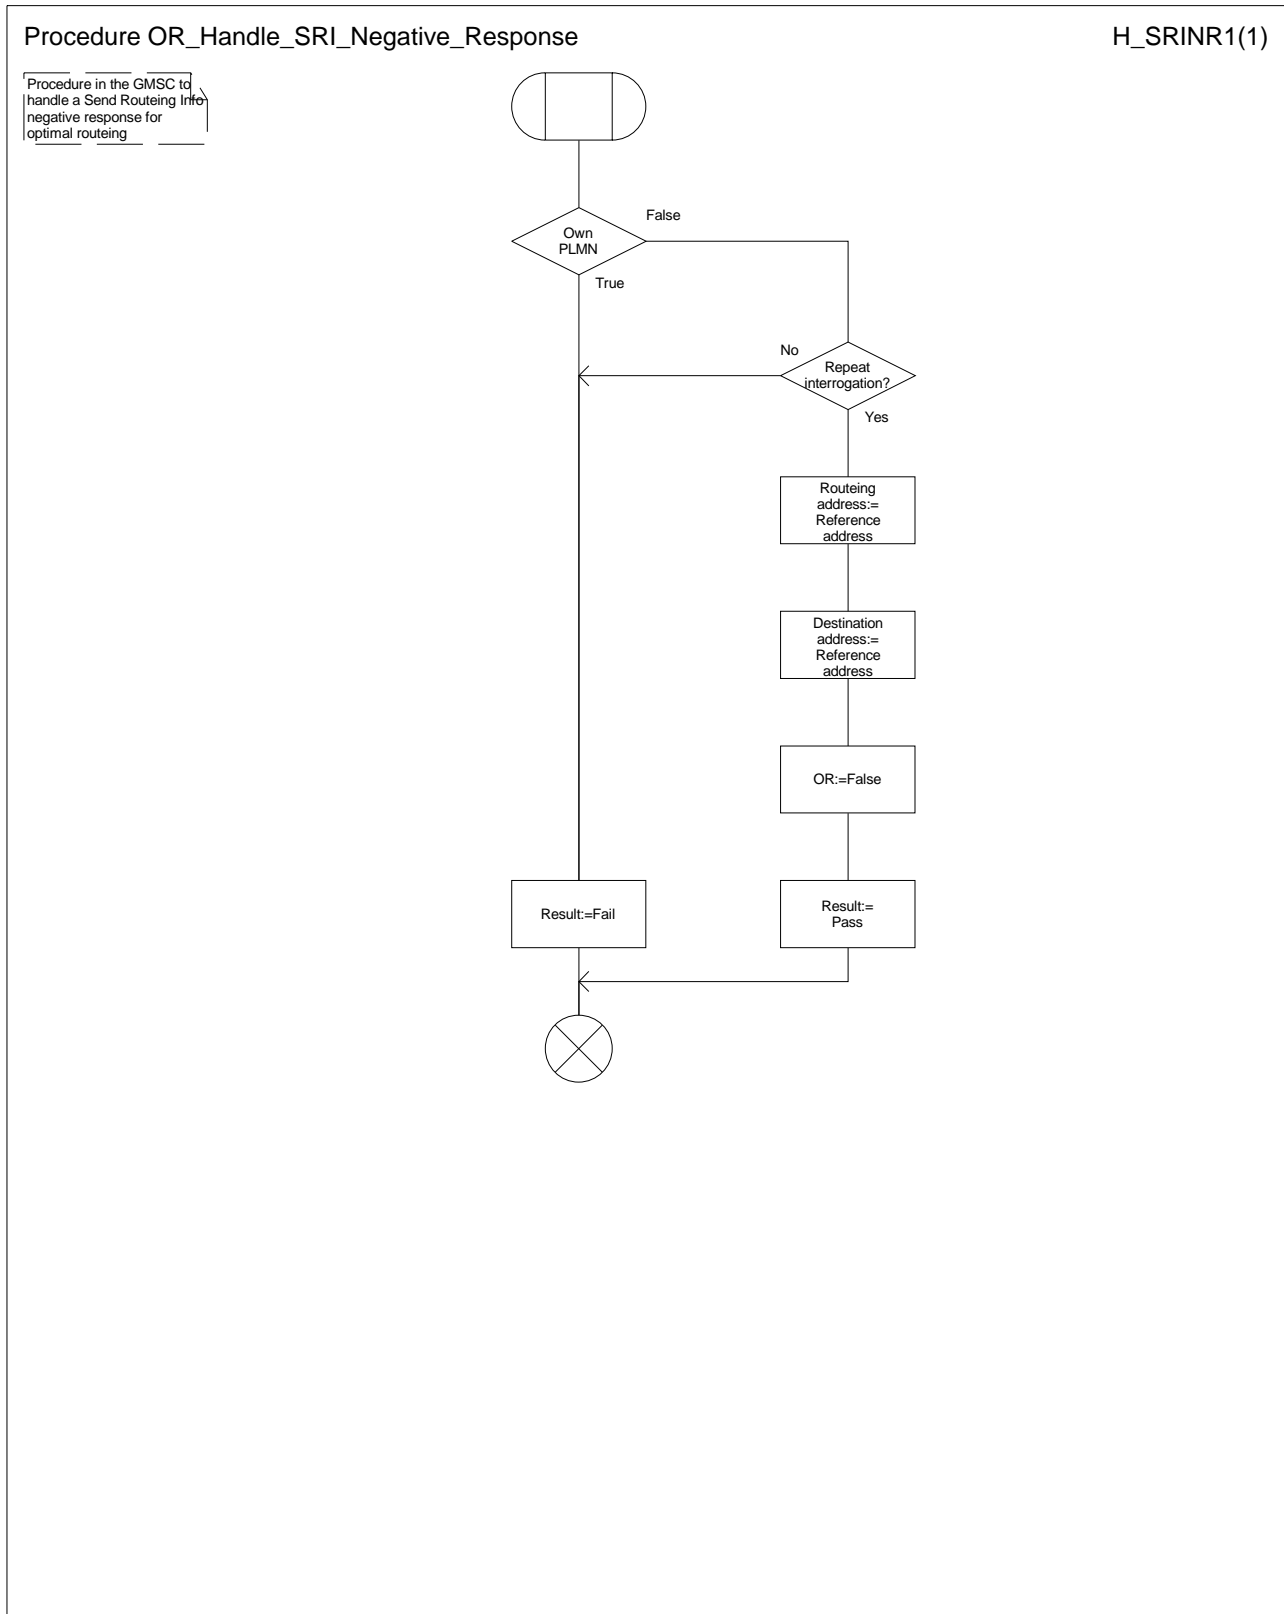 Procedure OR_Handle_SRI_Negative_Response
H_SRINR1(1)
Procedure in the GMSC to
handle a Send Routeing Info
negative response for
optimal routeing
False
Own
PLMN
True
No
Repeat
interrogation?
Yes
Routeing
address:=
Reference
address
Destination
address:=
Reference
address
OR:=False
Result:=Fail
Result:=
Pass